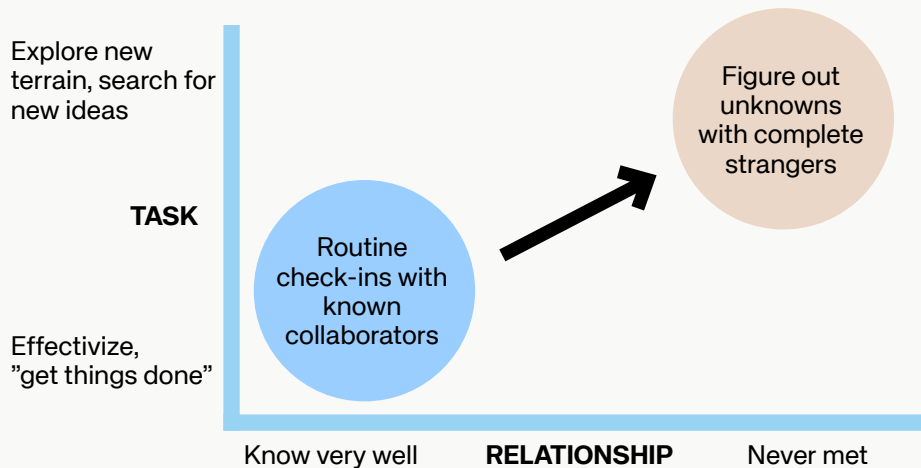 Explore new
terrain, search for
new ideas
Figure out
unknowns
with complete
strangers
TASK
Routine
check-ins with
known
collaborators
Effectivize,
”get things done”
Know very well
RELATIONSHIP
Never met